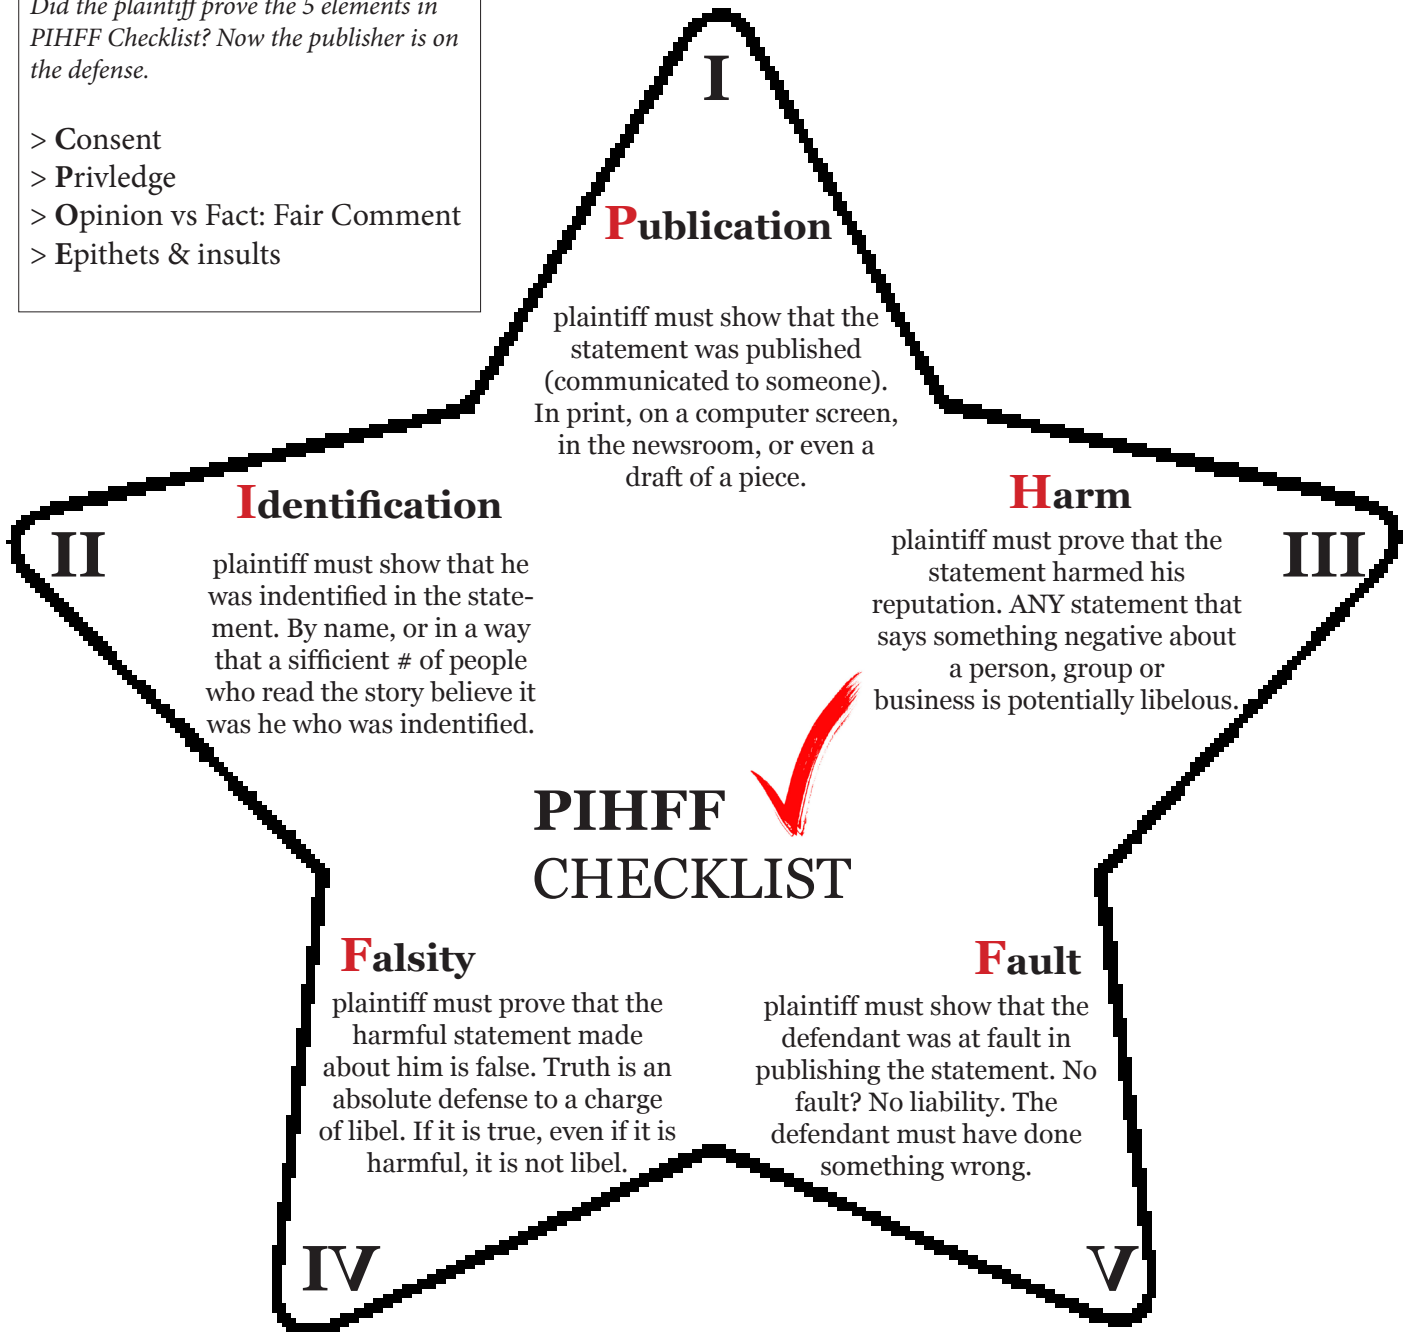 Did the plaintiff prove the 5 elements in
PIHFF Checklist? Now the publisher is on
the defense.
> Consent
> Privledge
> Opinion vs Fact: Fair Comment
> Epithets & insults
I
Publication
plaintiff must show that the
statement was published
(communicated to someone).
In print, on a computer screen,
in the newsroom, or even a
draft of a piece.
II
Identification
plaintiff must show that he
was indentified in the state-
ment. By name, or in a way
that a sifficient # of people
who read the story believe it
was he who was indentified.
III
Harm
plaintiff must prove that the
statement harmed his
reputation. ANY statement that
says something negative about
a person, group or
business is potentially libelous.
PIHFF
CHECKLIST
Falsity
plaintiff must prove that the
harmful statement made
about him is false. Truth is an
absolute defense to a charge
of libel. If it is true, even if it is
harmful, it is not libel.
IV
Fault
plaintiff must show that the
defendant was at fault in
publishing the statement. No
fault? No liability. The
defendant must have done
something wrong.
V